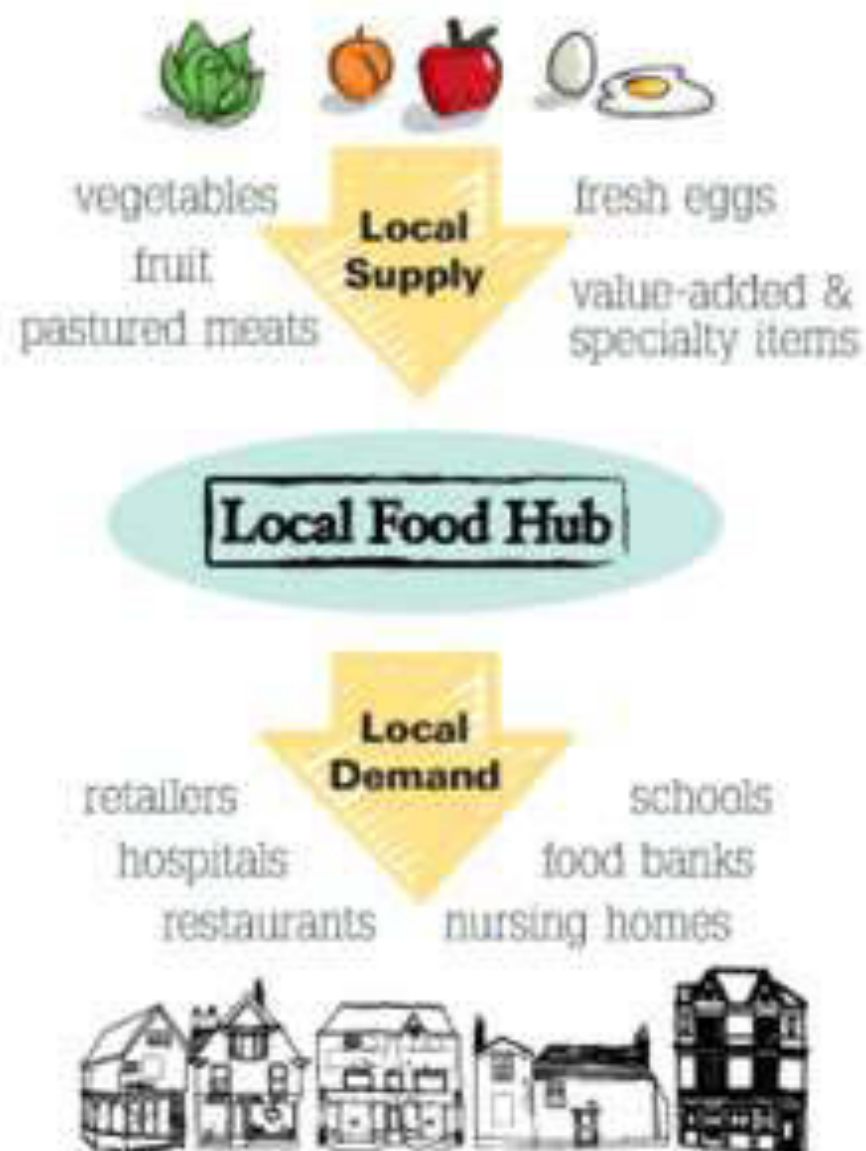 vegetables
fruit
pastured meats
Local
Supply
fresh eggs
value-added &
specialty items
Local Food Hub
Local
Demand
retailers
hospitals
restaurants
schools
food banks
nursing homes